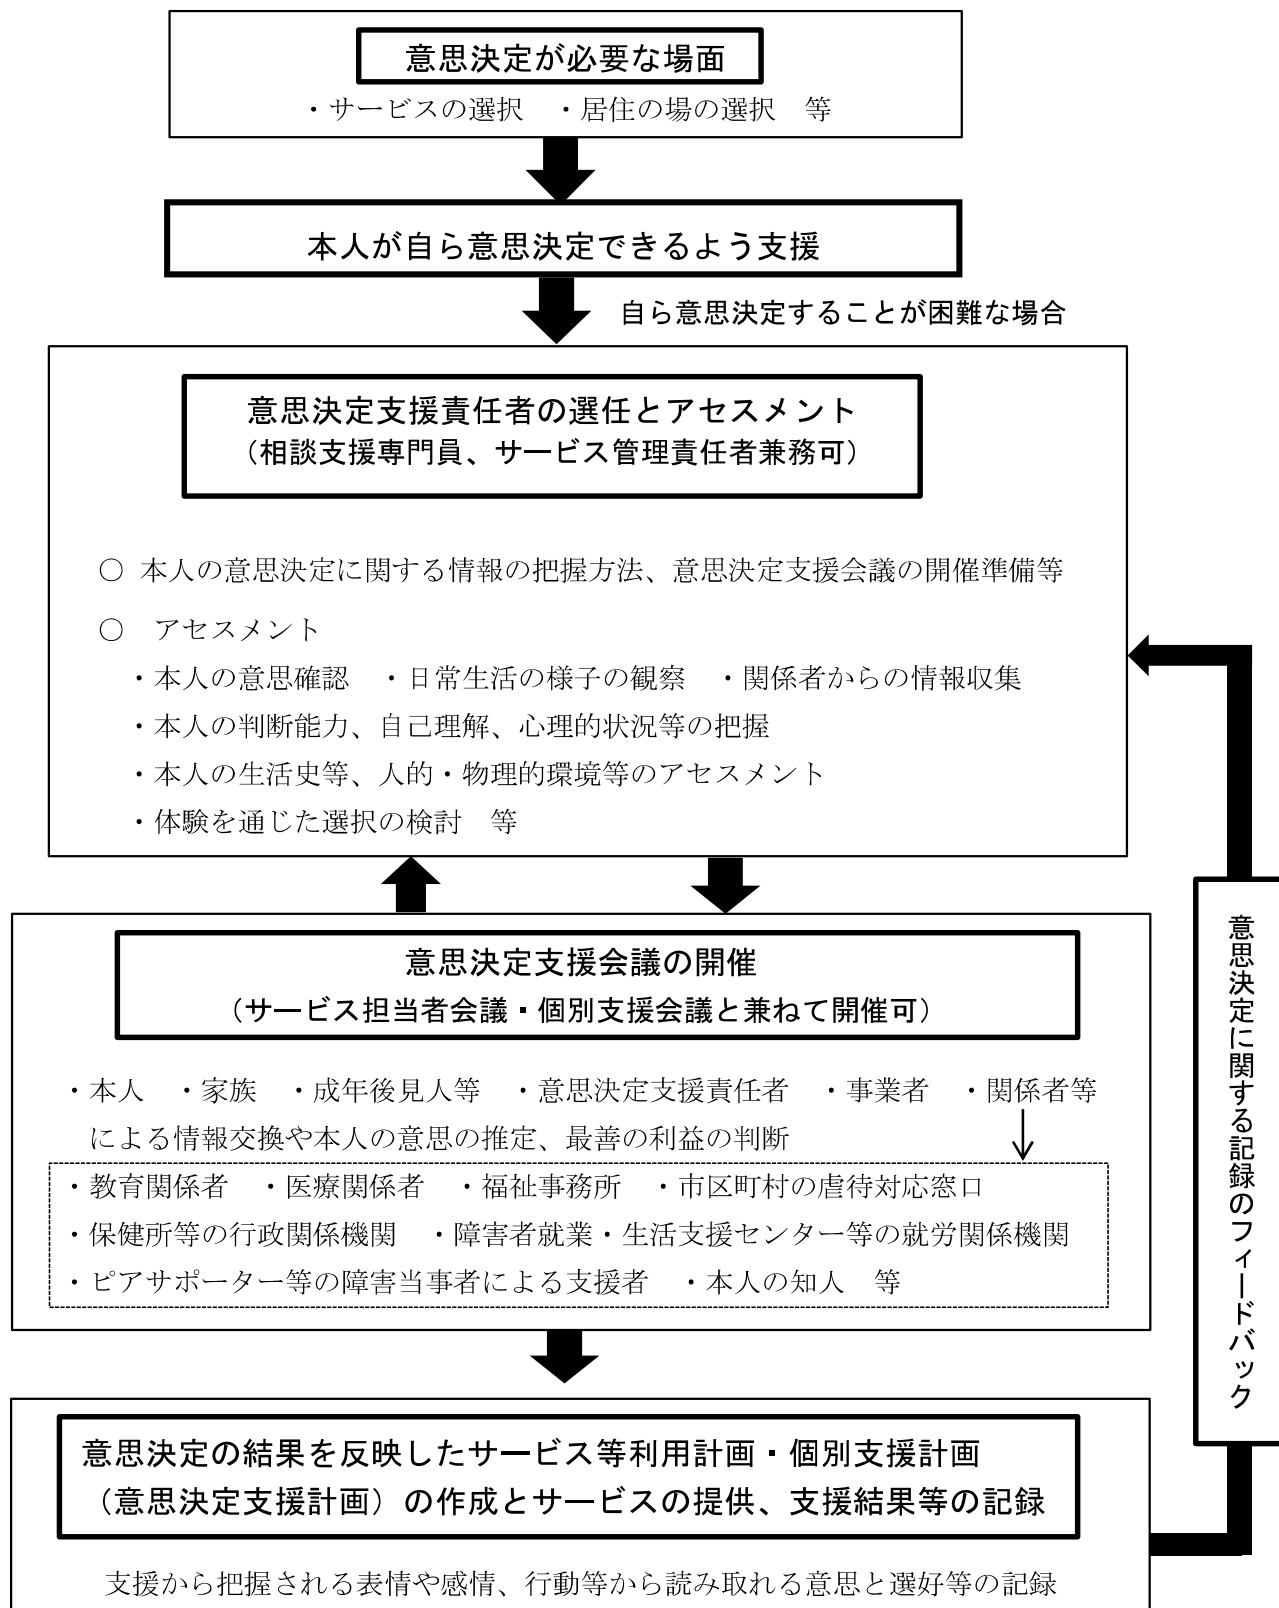 意思決定が必要な場面
・サービスの選択　・居住の場の選択　等
本人が自ら意思決定できるよう支援
自ら意思決定することが困難な場合
意思決定支援責任者の選任とアセスメント
（相談支援専門員、サービス管理責任者兼務可）
○ 本人の意思決定に関する情報の把握方法、意思決定支援会議の開催準備等
○　アセスメント
・本人の意思確認　・日常生活の様子の観察　・関係者からの情報収集
・本人の判断能力、自己理解、心理的状況等の把握
・本人の生活史等、人的・物理的環境等のアセスメント
・体験を通じた選択の検討　等
意思決定支援会議の開催
（サービス担当者会議・個別支援会議と兼ねて開催可）
・本人　・家族　・成年後見人等　・意思決定支援責任者　・事業者　・関係者等
による情報交換や本人の意思の推定、最善の利益の判断
・教育関係者　・医療関係者　・福祉事務所　・市区町村の虐待対応窓口
・保健所等の行政関係機関　・障害者就業・生活支援センター等の就労関係機関
・ピアサポーター等の障害当事者による支援者　・本人の知人　等
意思決定の結果を反映したサービス等利用計画・個別支援計画
（意思決定支援計画）の作成とサービスの提供、支援結果等の記録
支援から把握される表情や感情、行動等から読み取れる意思と選好等の記録
意思決定に関する記録のフィードバック